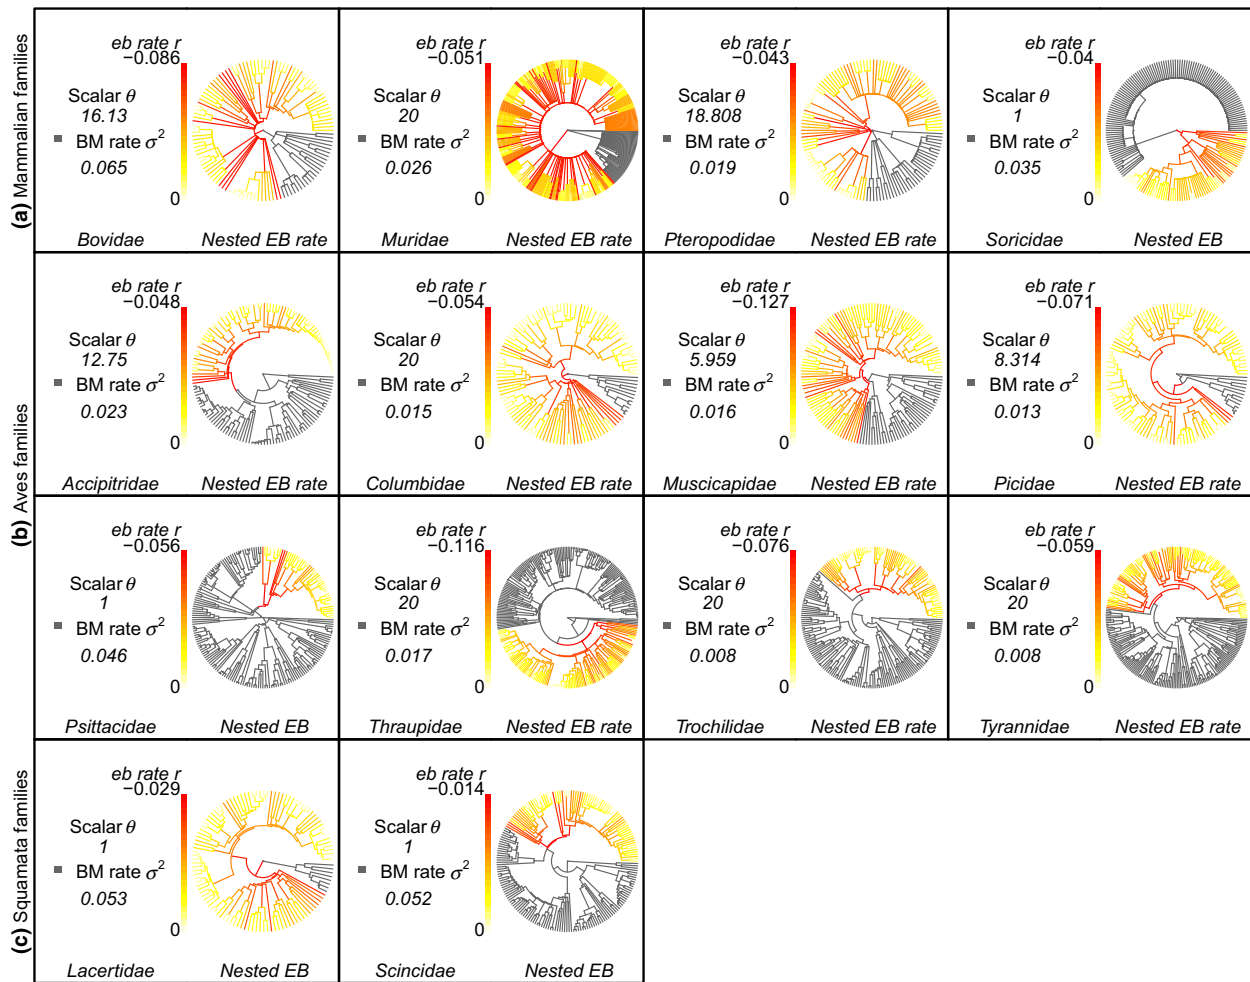 (a) Mammalian families
eb rate r
−0.086
Scalar θ
16.13
BM rate σ²
0.065
0
Bovidae
Nested EB rate
eb rate r
−0.051
Scalar θ
20
BM rate σ²
0.026
0
Muridae
Nested EB rate
eb rate r
−0.043
Scalar θ
18.808
BM rate σ²
0.019
0
Pteropodidae
Nested EB rate
eb rate r
−0.04
Scalar θ
1
BM rate σ²
0.035
0
Soricidae
Nested EB
(b) Aves families
eb rate r
−0.048
Scalar θ
12.75
BM rate σ²
0.023
0
Accipitridae
Nested EB rate
eb rate r
−0.054
Scalar θ
20
BM rate σ²
0.015
0
Columbidae
Nested EB rate
eb rate r
−0.127
Scalar θ
5.959
BM rate σ²
0.016
0
Muscicapidae
Nested EB rate
eb rate r
−0.071
Scalar θ
8.314
BM rate σ²
0.013
0
Picidae
Nested EB rate
eb rate r
−0.056
Scalar θ
1
BM rate σ²
0.046
0
Psittacidae
Nested EB
eb rate r
−0.116
Scalar θ
20
BM rate σ²
0.017
0
Thraupidae
Nested EB rate
eb rate r
−0.076
Scalar θ
20
BM rate σ²
0.008
0
Trochilidae
Nested EB rate
eb rate r
−0.059
Scalar θ
20
BM rate σ²
0.008
0
Tyrannidae
Nested EB rate
(c) Squamata families
eb rate r
−0.029
Scalar θ
1
BM rate σ²
0.053
0
Lacertidae
Nested EB
eb rate r
−0.014
Scalar θ
1
BM rate σ²
0.052
0
Scincidae
Nested EB